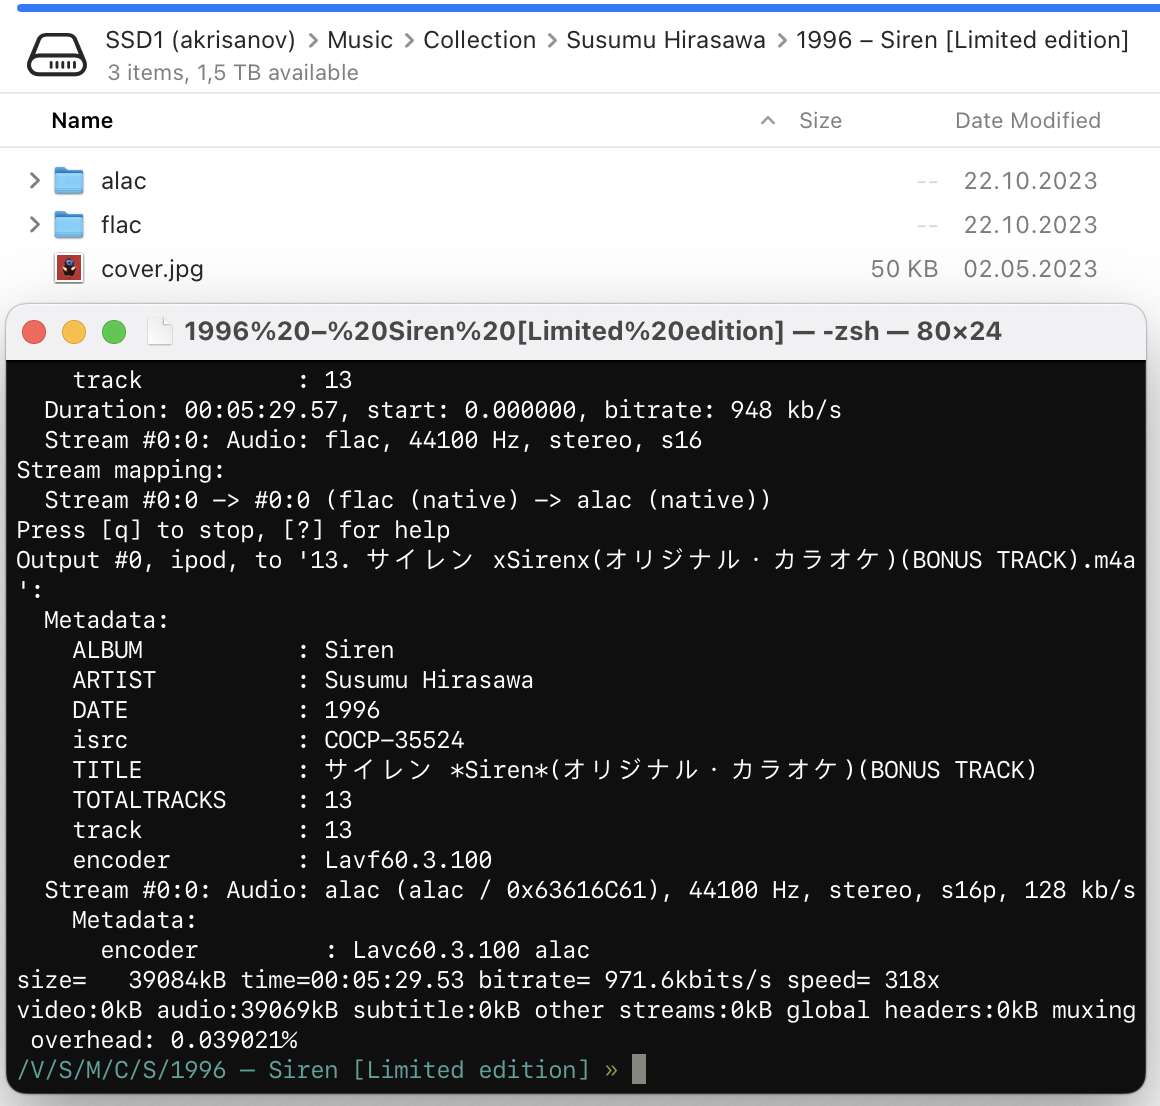 SSD1 (akrisanov) > Music > Collection > Susumu Hirasawa > 1996 – Siren [Limited edition]
3 items, 1,5 TB available
Name Size Date Modified
alac -- 22.10.2023
flac -- 22.10.2023
cover.jpg 50 KB 02.05.2023
1996%20–%20Siren%20[Limited%20edition] — -zsh — 80×24
track : 13
Duration: 00:05:29.57, start: 0.000000, bitrate: 948 kb/s
Stream #0:0: Audio: flac, 44100 Hz, stereo, s16
Stream mapping:
Stream #0:0 -> #0:0 (flac (native) -> alac (native))
Press [q] to stop, [?] for help
Output #0, ipod, to '13. サイレン xSirenx(オリジナル・カラオケ)(BONUS TRACK).m4a
':
Metadata:
ALBUM : Siren
ARTIST : Susumu Hirasawa
DATE : 1996
isrc : COCP-35524
TITLE : サイレン *Siren*(オリジナル・カラオケ)(BONUS TRACK)
TOTALTRACKS : 13
track : 13
encoder : Lavf60.3.100
Stream #0:0: Audio: alac (alac / 0x63616C61), 44100 Hz, stereo, s16p, 128 kb/s
Metadata:
encoder : Lavc60.3.100 alac
size= 39084kB time=00:05:29.53 bitrate= 971.6kbits/s speed= 318x
video:0kB audio:39069kB subtitle:0kB other streams:0kB global headers:0kB muxing
overhead: 0.039021%
/V/S/M/C/S/1996 – Siren [Limited edition] »